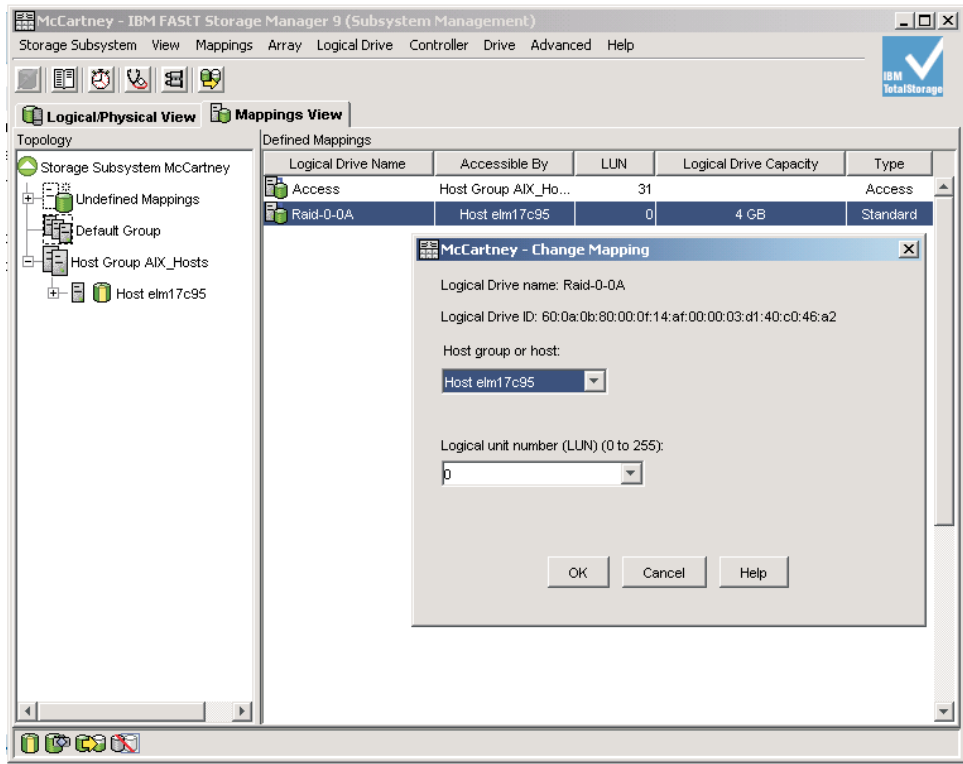 McCartney - IBM FAStT Storage Manager 9 (Subsystem Management)
Storage Subsystem View Mappings Array Logical Drive Controller Drive Advanced Help
IBM
TotalStorage
Logical/Physical View Mappings View
Topology Defined Mappings
Storage Subsystem McCartney
Undefined Mappings
Default Group
Host Group AIX_Hosts
Host elm17c95
Logical Drive Name Accessible By LUN Logical Drive Capacity Type
Access Host Group AIX_Ho... 31 Access
Raid-0-0A Host elm17c95 0 4 GB Standard
McCartney - Change Mapping
Logical Drive name: Raid-0-0A
Logical Drive ID: 60:0a:0b:80:00:0f:14:af:00:00:03:d1:40:c0:46:a2
Host group or host:
Host elm17c95
Logical unit number (LUN) (0 to 255):
0
OK Cancel Help